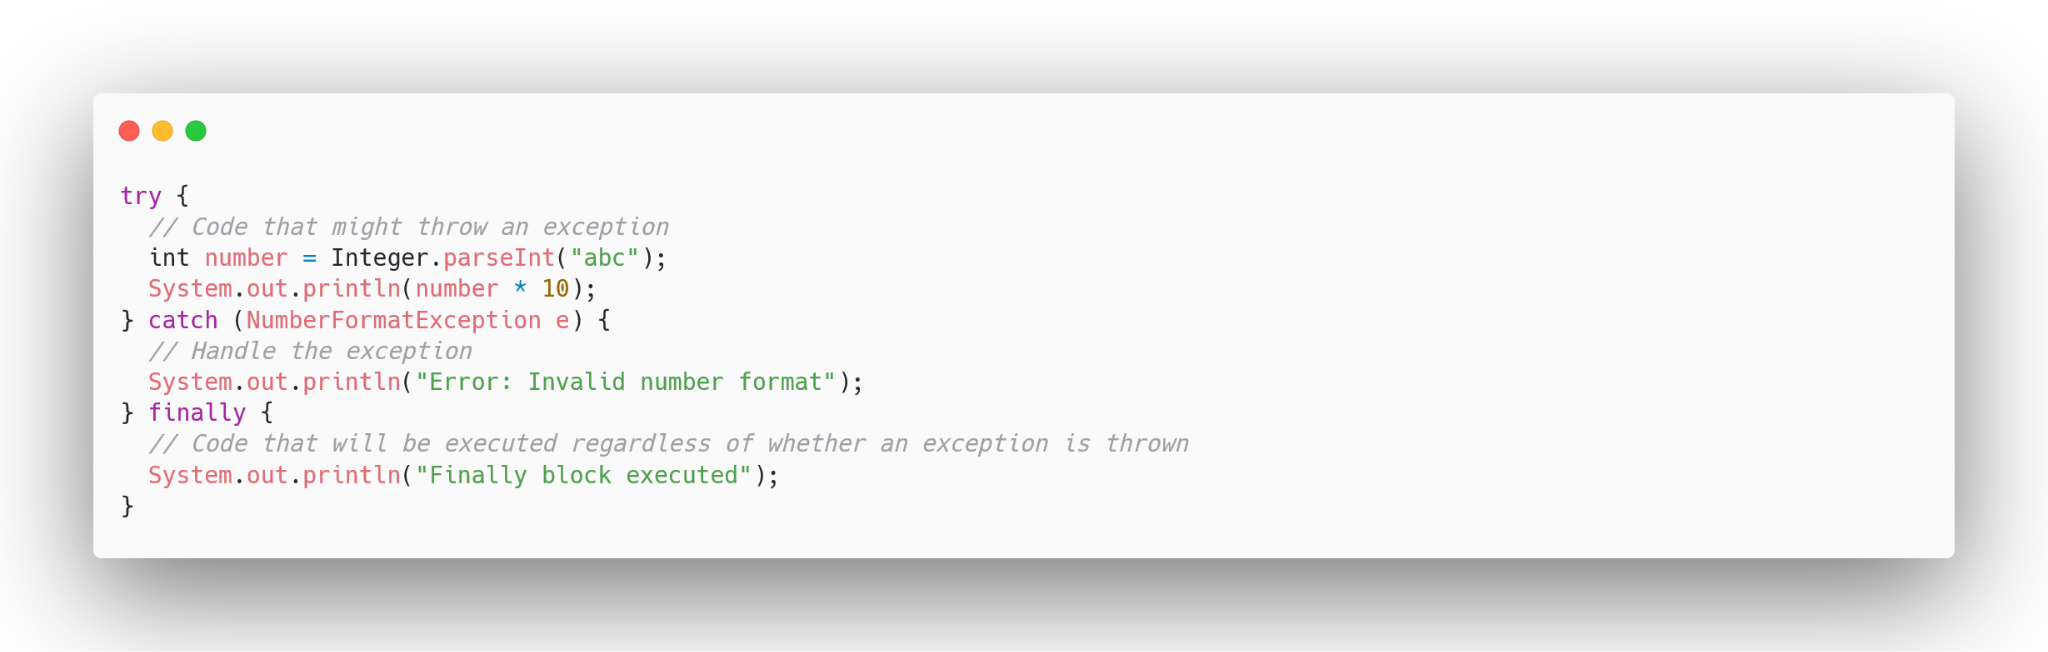 try {
  // Code that might throw an exception
  int number = Integer.parseInt("abc");
  System.out.println(number * 10);
} catch (NumberFormatException e) {
  // Handle the exception
  System.out.println("Error: Invalid number format");
} finally {
  // Code that will be executed regardless of whether an exception is thrown
  System.out.println("Finally block executed");
}